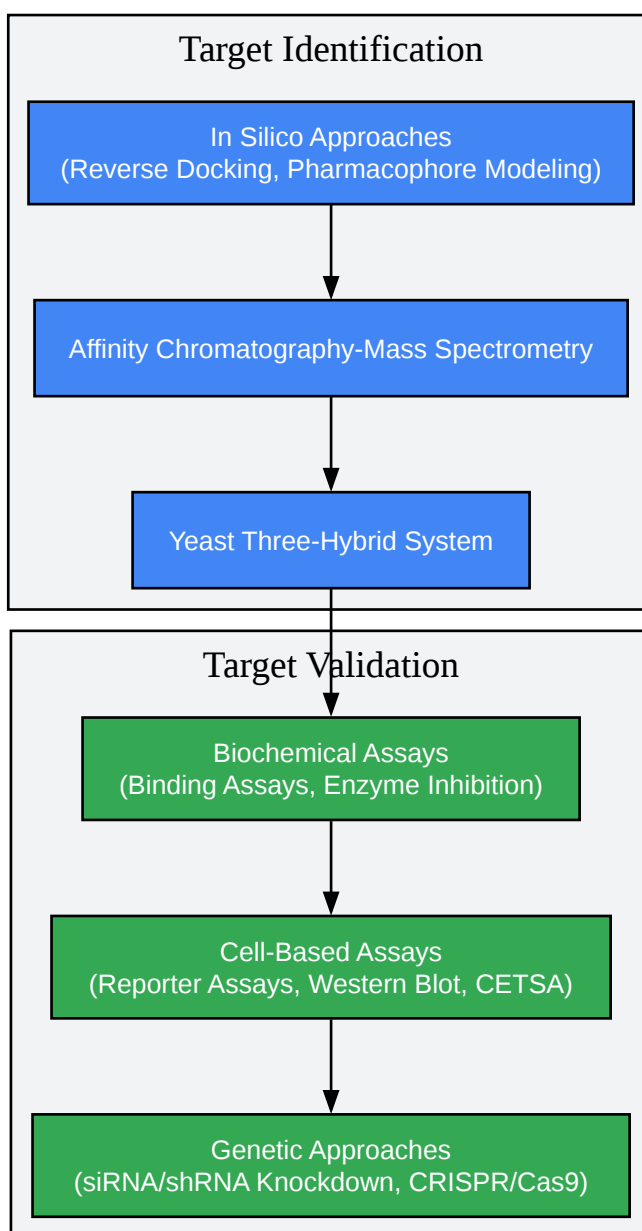 Target Identification
In Silico Approaches
(Reverse Docking, Pharmacophore Modeling)
Affinity Chromatography-Mass Spectrometry
Yeast Three-Hybrid System
Target Validation
Biochemical Assays
(Binding Assays, Enzyme Inhibition)
Cell-Based Assays
(Reporter Assays, Western Blot, CETSA)
Genetic Approaches
(siRNA/shRNA Knockdown, CRISPR/Cas9)